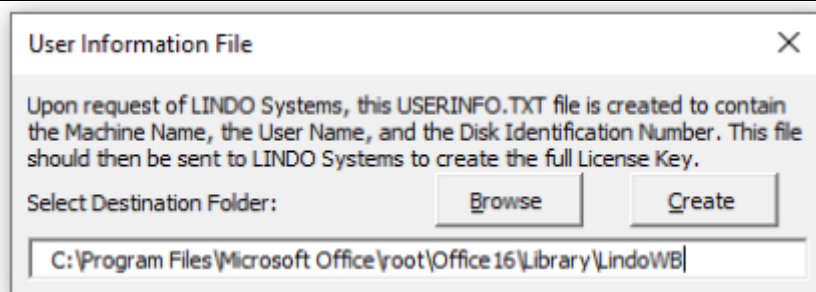 User Information File
Upon request of LINDO Systems, this USERINFO.TXT file is created to contain
the Machine Name, the User Name, and the Disk Identification Number. This file
should then be sent to LINDO Systems to create the full License Key.
Select Destination Folder: Browse Create
C:\Program Files\Microsoft Office\root\Office16\Library\LindoWB